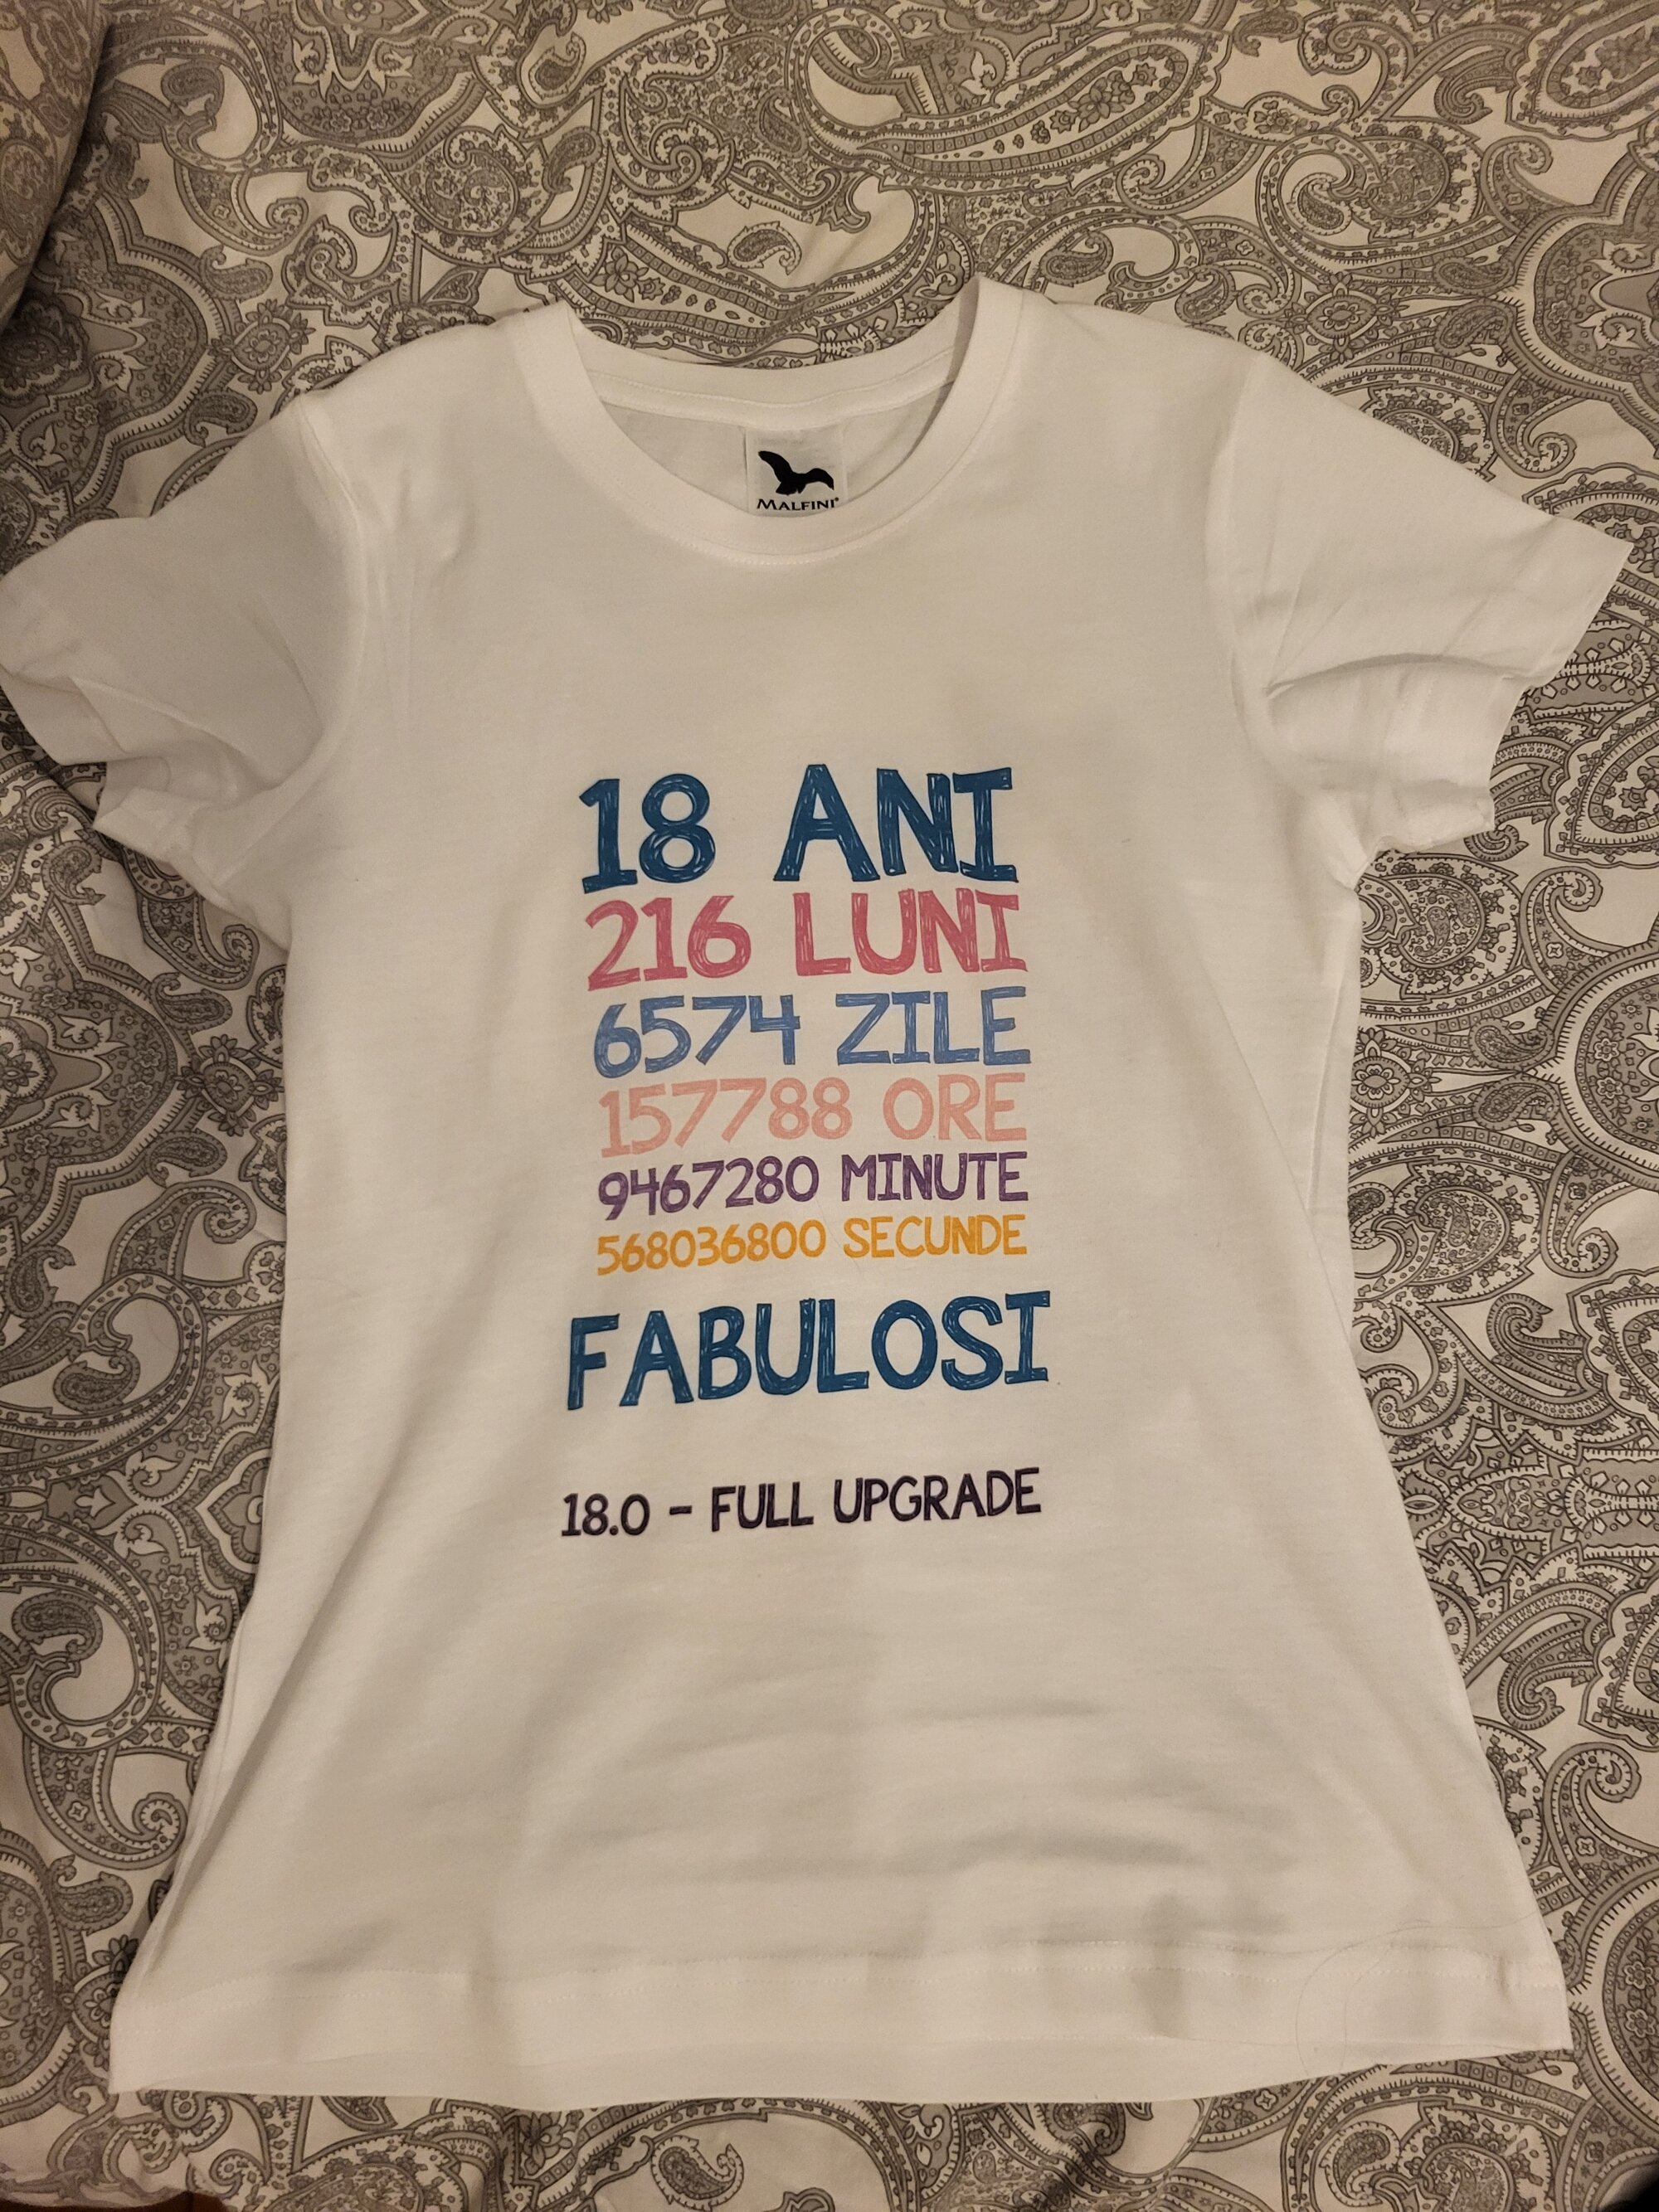 MALFINI®
18 ANI
216 LUNI
6574 ZILE
157788 ORE
9467280 MINUTE
568036800 SECUNDE
FABULOSI
18.0 - FULL UPGRADE